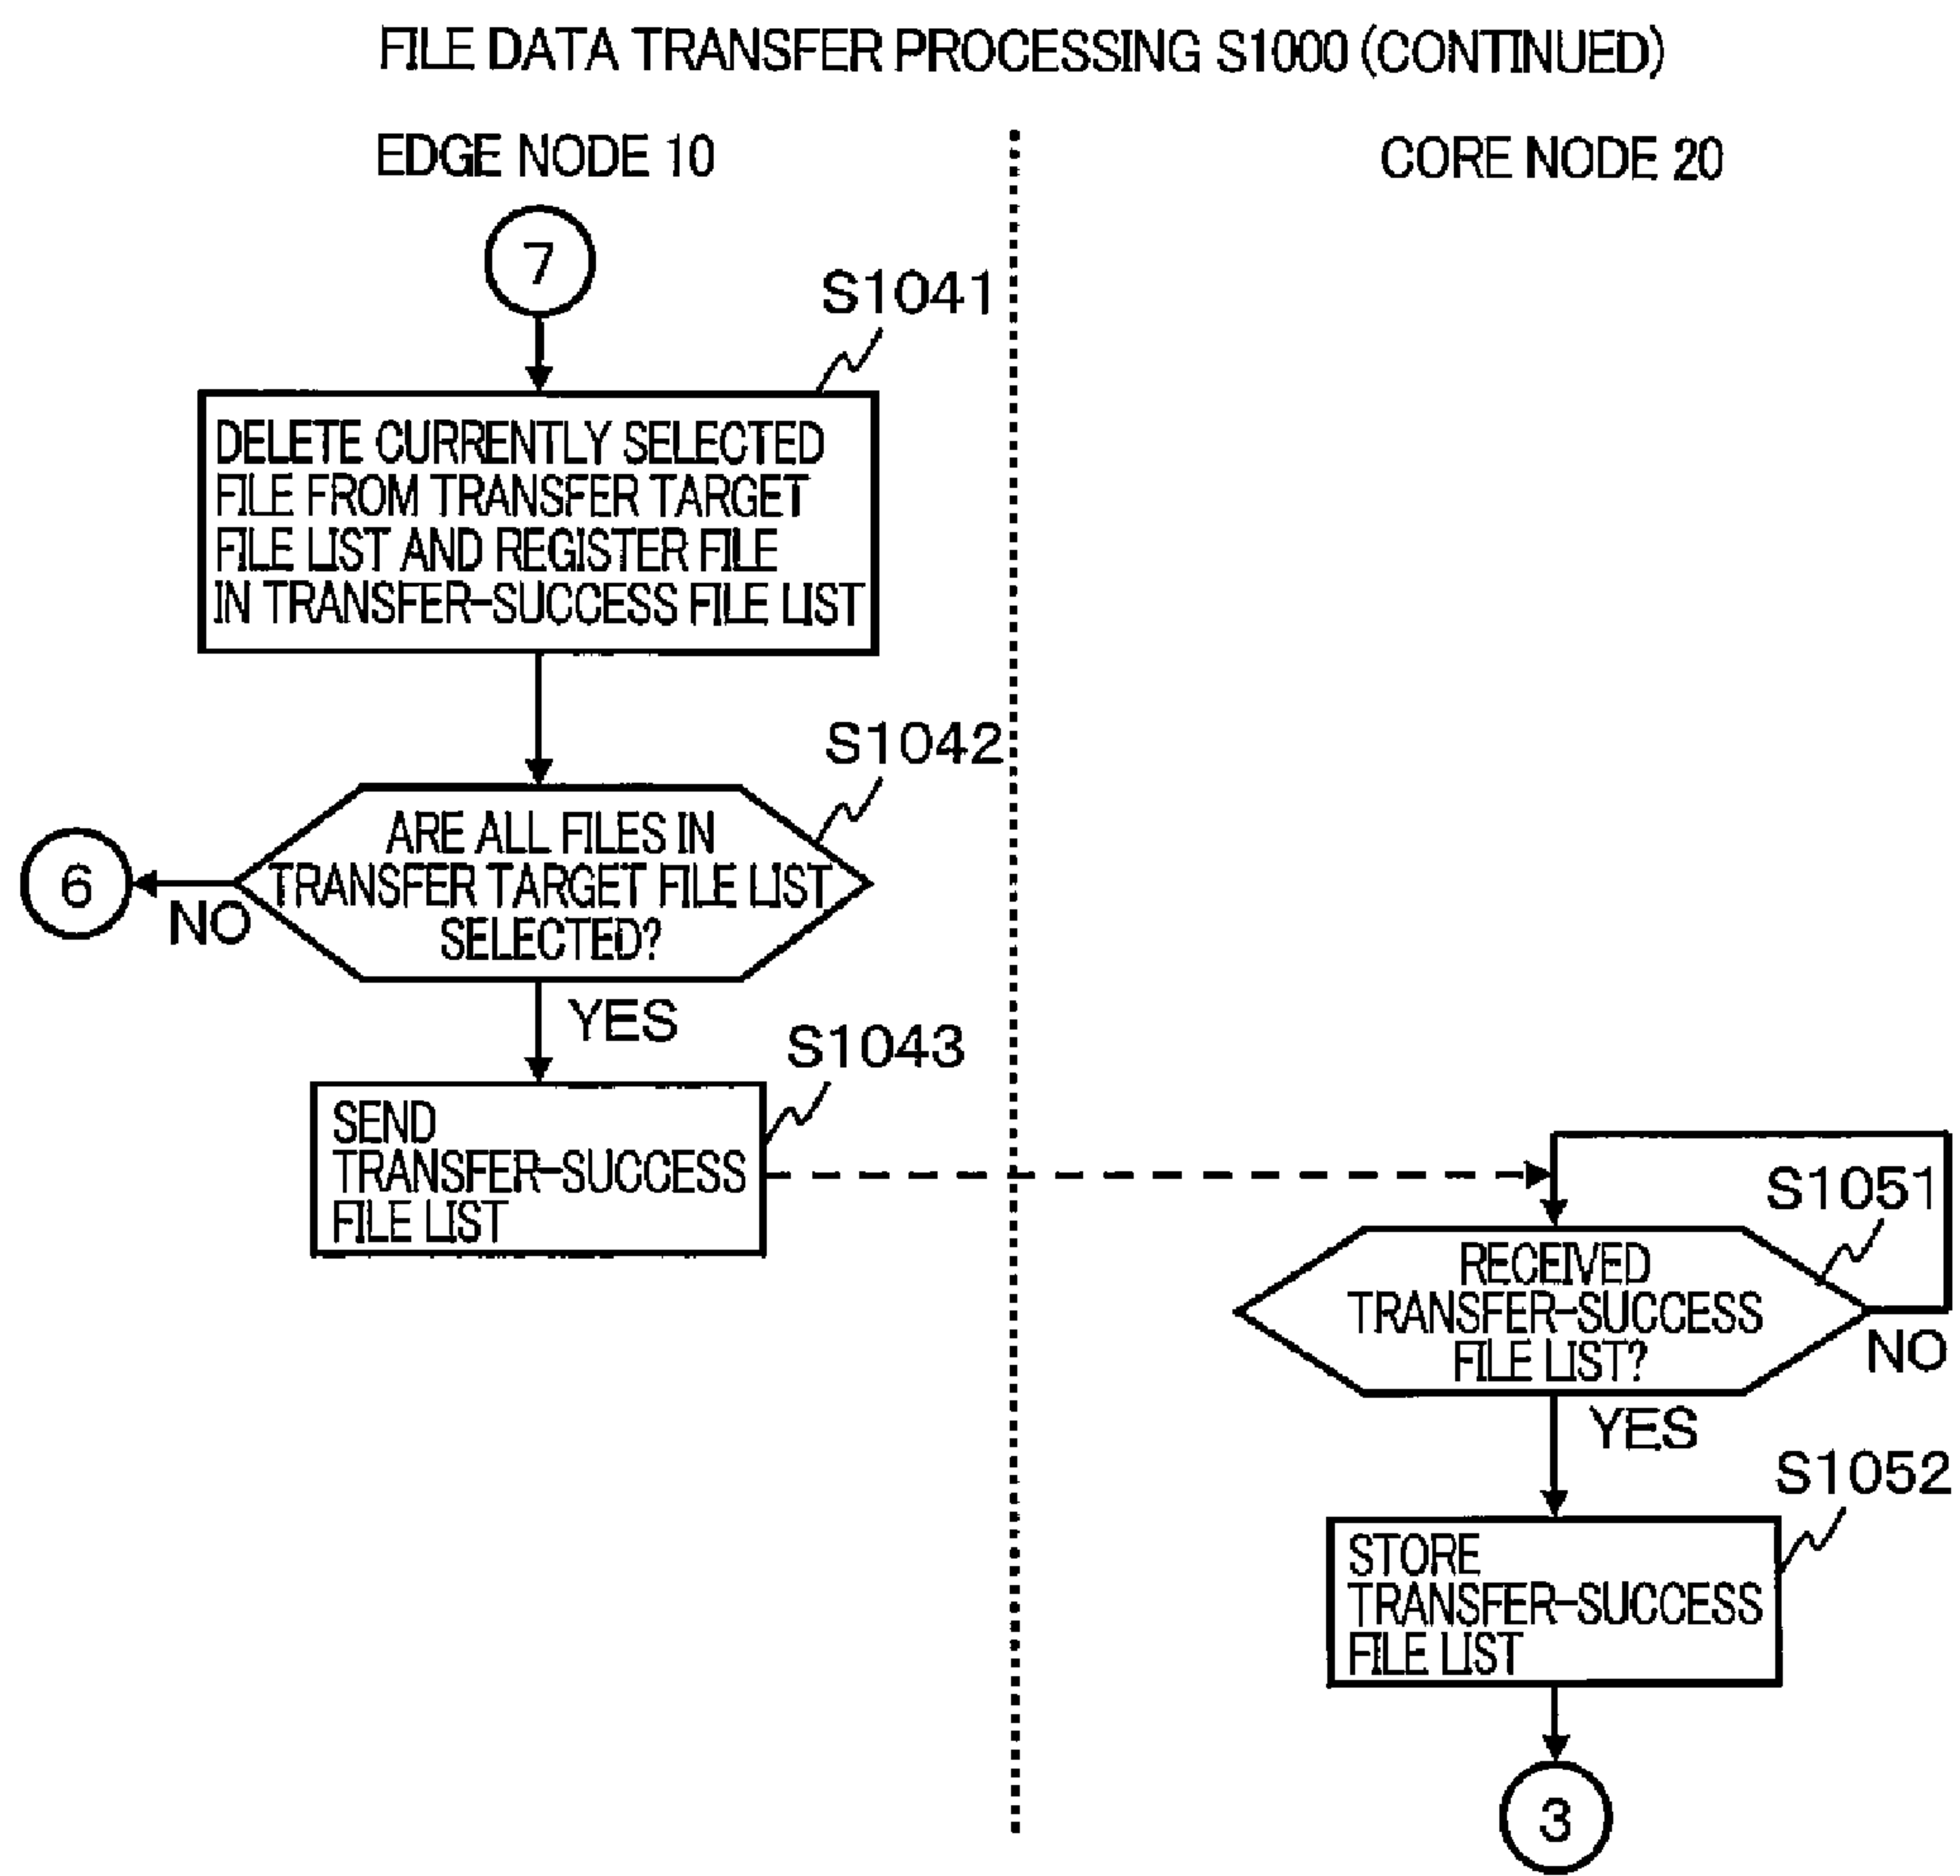 FILE DATA TRANSFER PROCESSING S1000 (CONTINUED)
EDGE NODE 10
CORE NODE 20
7
S1041
DELETE CURRENTLY SELECTED
FILE FROM TRANSFER TARGET
FILE LIST AND REGISTER FILE
IN TRANSFER-SUCCESS FILE LIST
S1042
ARE ALL FILES IN
TRANSFER TARGET FILE LIST
SELECTED?
6
NO
YES
S1043
SEND
TRANSFER-SUCCESS
FILE LIST
S1051
RECEIVED
TRANSFER-SUCCESS
FILE LIST?
NO
YES
S1052
STORE
TRANSFER-SUCCESS
FILE LIST
3